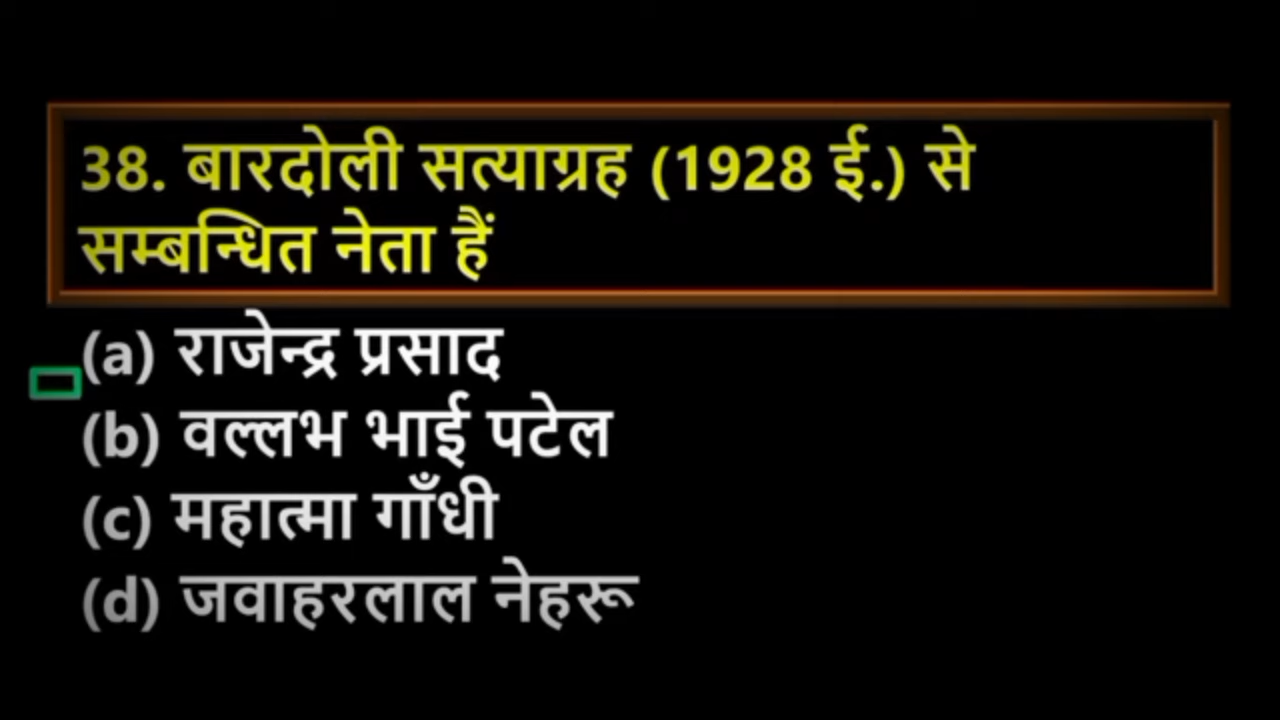 38. बारदोली सत्याग्रह (1928 ई.) से
सम्बन्धित नेता हैं
(a) राजेन्द्र प्रसाद
(b) वल्लभ भाई पटेल
(c) महात्मा गाँधी
(d) जवाहरलाल नेहरू